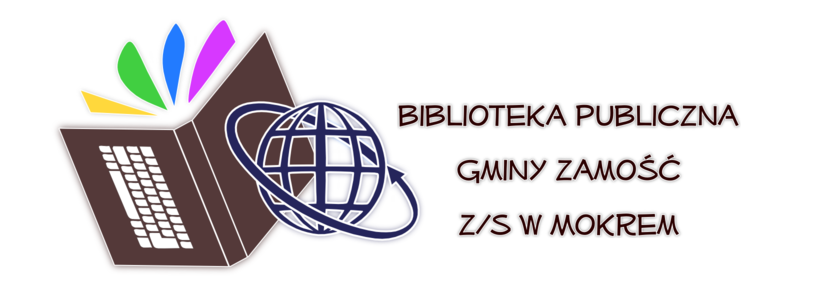 BIBLIOTEKA PUBLICZNA
GMINY ZAMOŚĆ
Z/S W MOKREM